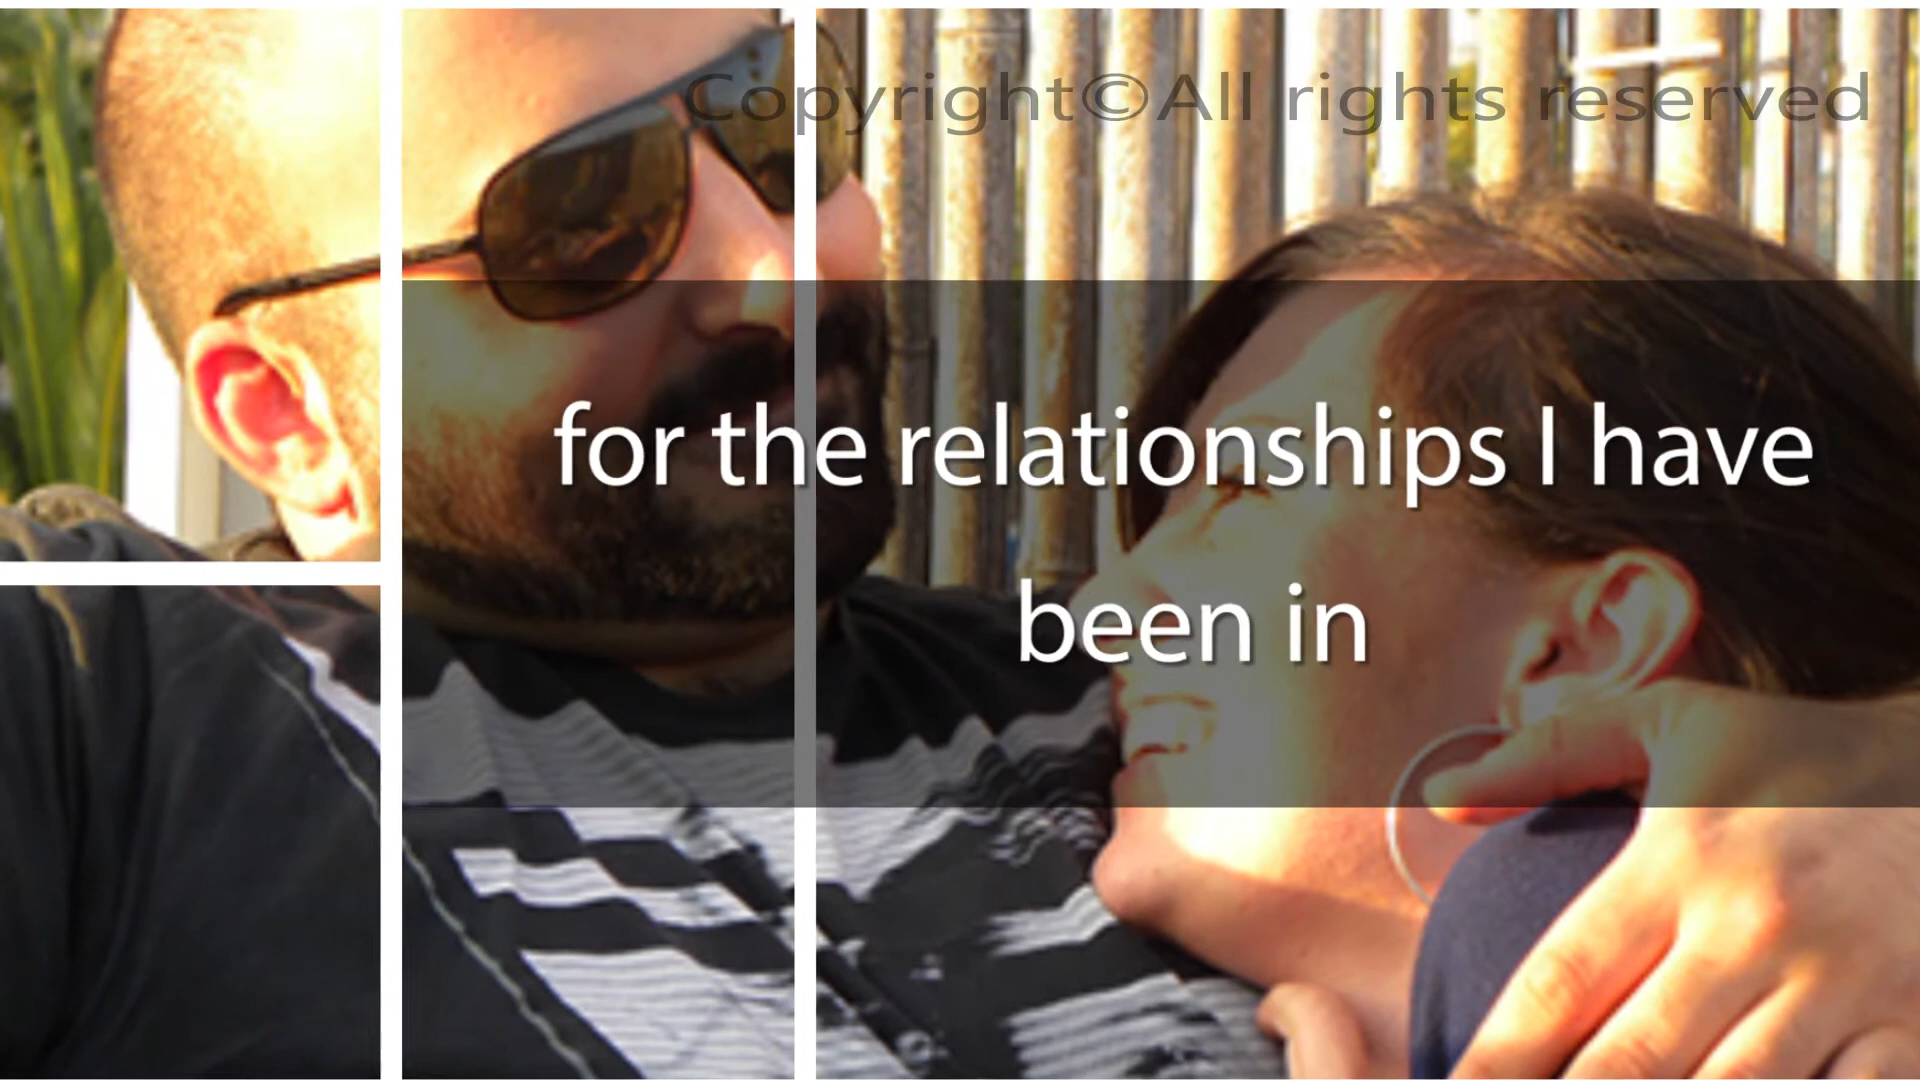 Copyright©All rights reserved
for the relationships I have
been in